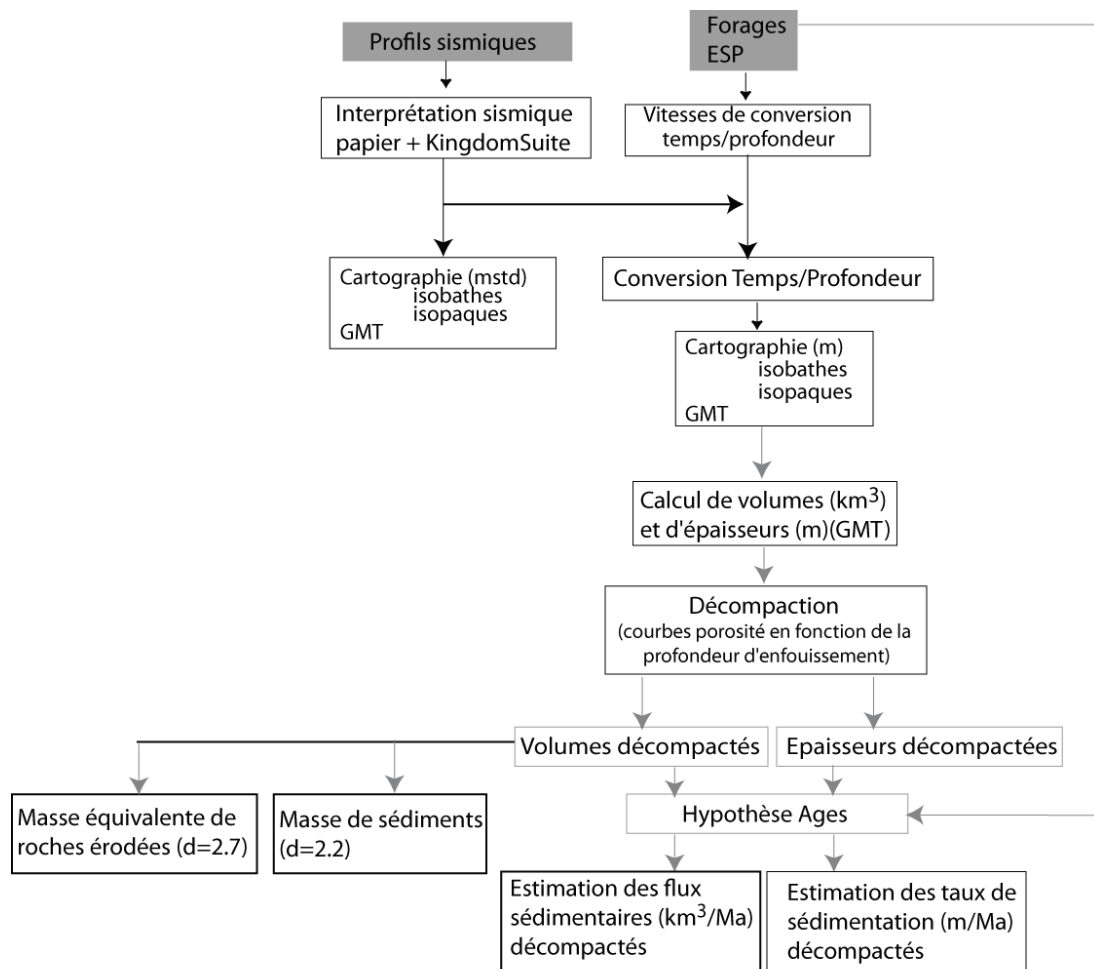 Profils sismiques
Forages
ESP
Interprétation sismique
papier + KingdomSuite
Vitesses de conversion
temps/profondeur
Cartographie (mstd)
isobathes
isopaques
GMT
Conversion Temps/Profondeur
Cartographie (m)
isobathes
isopaques
GMT
Calcul de volumes (km³)
et d'épaisseurs (m)(GMT)
Décompaction
(courbes porosité en fonction de la
profondeur d'enfouissement)
Volumes décompactés
Epaisseurs décompactées
Masse équivalente de
roches érodées (d=2.7)
Masse de sédiments
(d=2.2)
Hypothèse Ages
Estimation des flux
sédimentaires (km³/Ma)
décompactés
Estimation des taux de
sédimentation (m/Ma)
décompactés